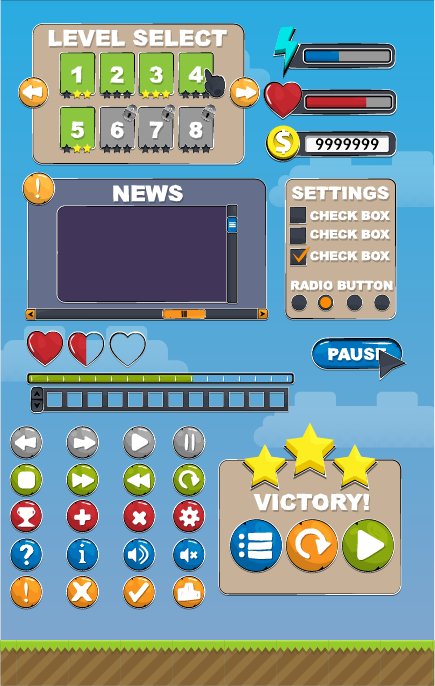 LEVEL SELECT
1 2 3 4
5 6 7 8
$ 9999999
! NEWS
SETTINGS
CHECK BOX
CHECK BOX
CHECK BOX
RADIO BUTTON
PAUSE
VICTORY!
? i
!